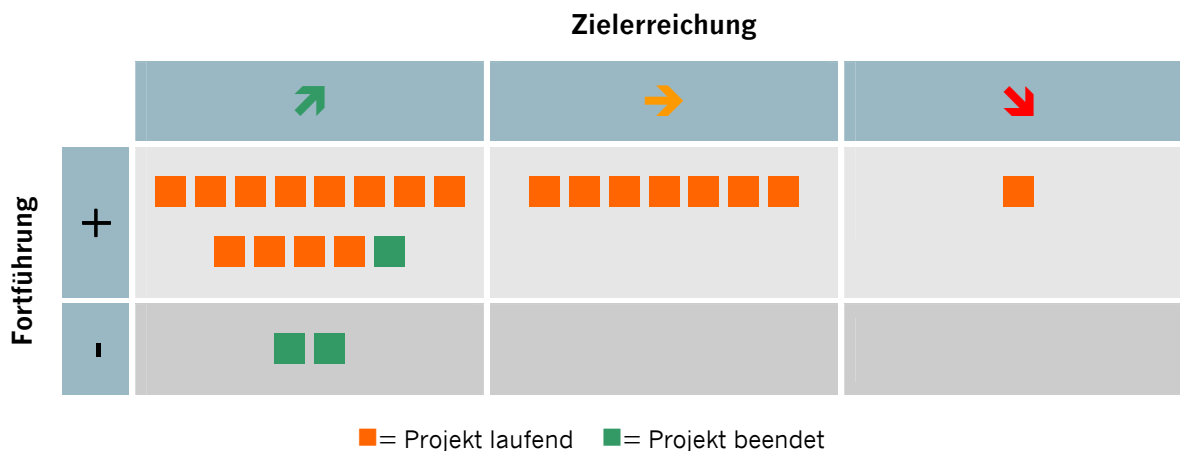 Zielerreichung
Fortführung
+
-
= Projekt laufend = Projekt beendet